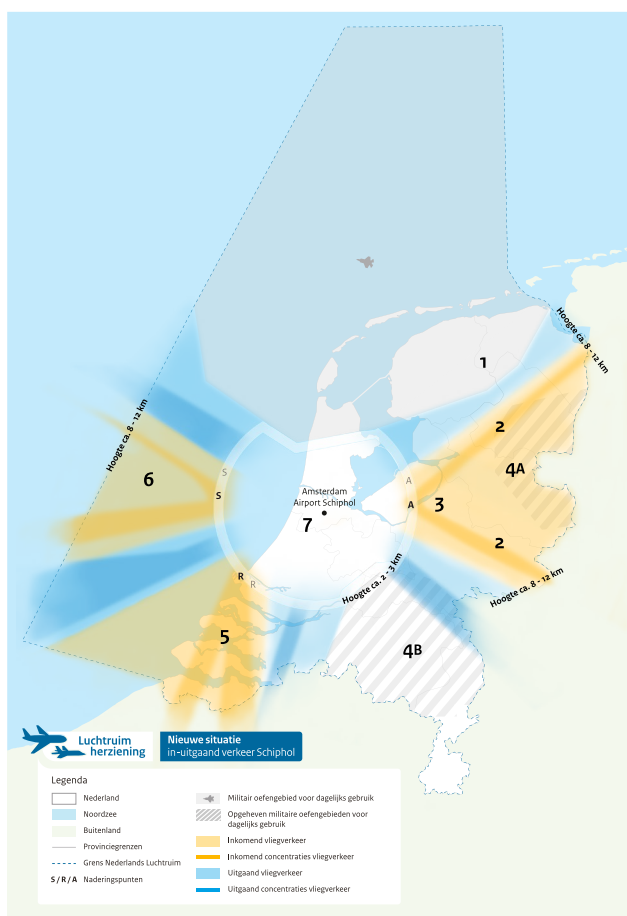 Hoogte ca. 8 - 12 km
1
2
4A
Hoogte ca. 8 - 12 km
6
S
S
A
A
3
Amsterdam
Airport Schiphol
7
2
Hoogte ca. 2 - 3 km
Hoogte ca. 8 - 12 km
R
R
5
4B
Luchtruim
herziening
Nieuwe situatie
in-uitgaand verkeer Schiphol
Legenda
Nederland
Noordzee
Buitenland
Provinciegrenzen
Grens Nederlands Luchtruim
S / R / A Naderingspunten
Militair oefengebied voor dagelijks gebruik
Opgeheven militaire oefengebieden voor
dagelijks gebruik
Inkomend vliegverkeer
Inkomend concentraties vliegverkeer
Uitgaand vliegverkeer
Uitgaand concentraties vliegverkeer